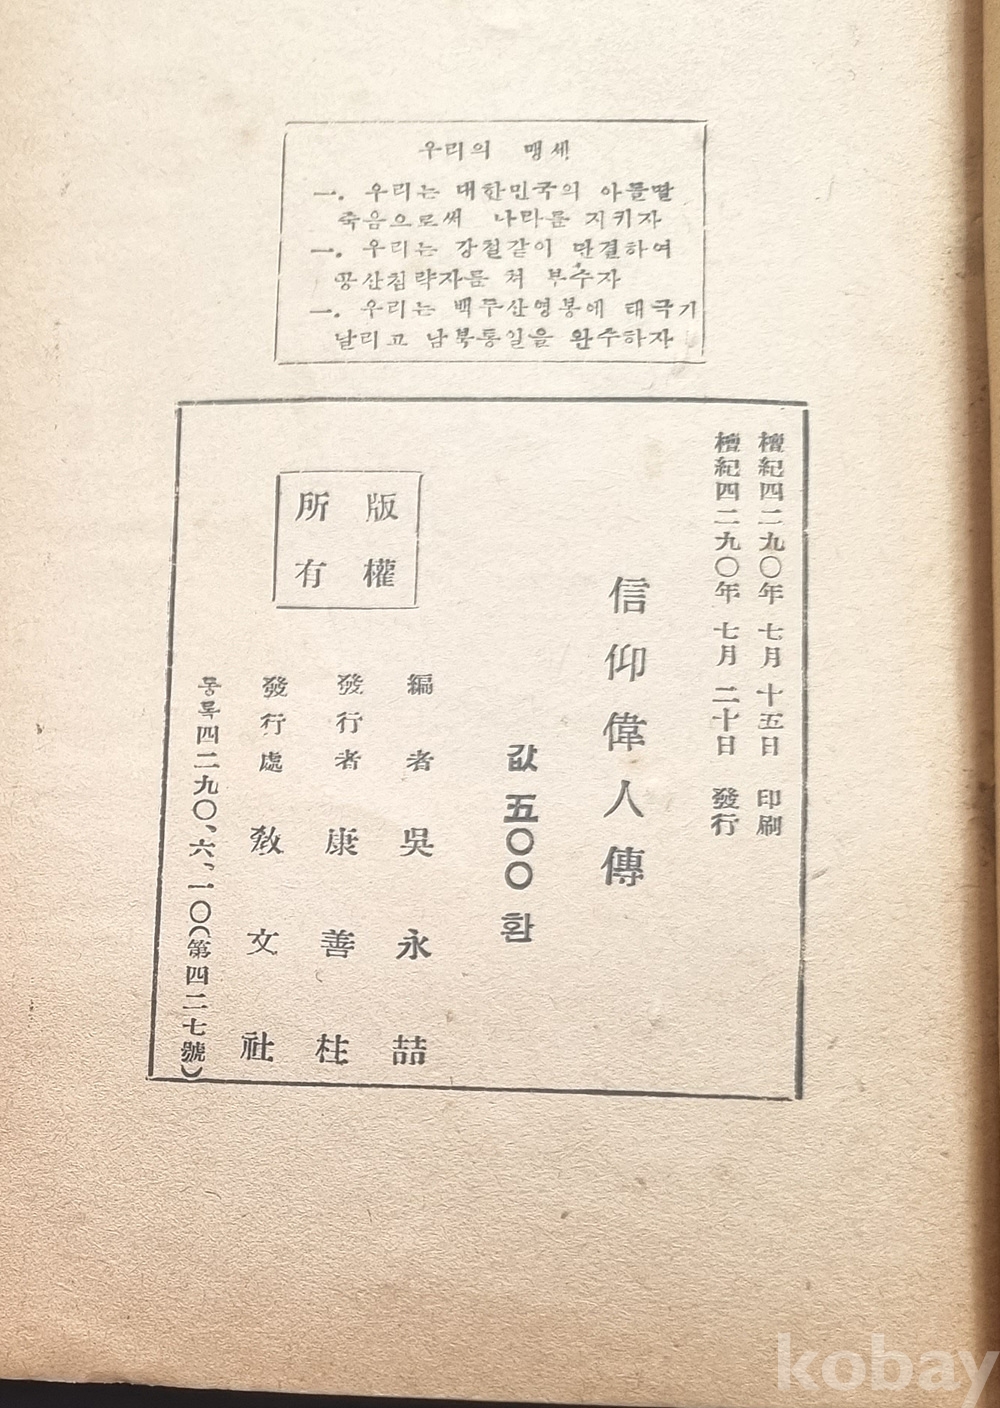 우리의 맹세
一. 우리는 대한민국의 아들딸
죽음으로써 나라를 지키자
一. 우리는 강철같이 단결하여
공산침략자를 쳐 부수자
一. 우리는 백두산영봉에 태극기
날리고 남북통일을 완수하자
檀紀四二九〇年 七月 十五日 印刷
檀紀四二九〇年 七月 二十日 發行
信仰偉人傳
값 五〇〇 환
版權
所有
編者 吳永喆
發行者 康善柱
發行處 敎文社
등록四二九〇、六、一〇(第四二七號)
kobay